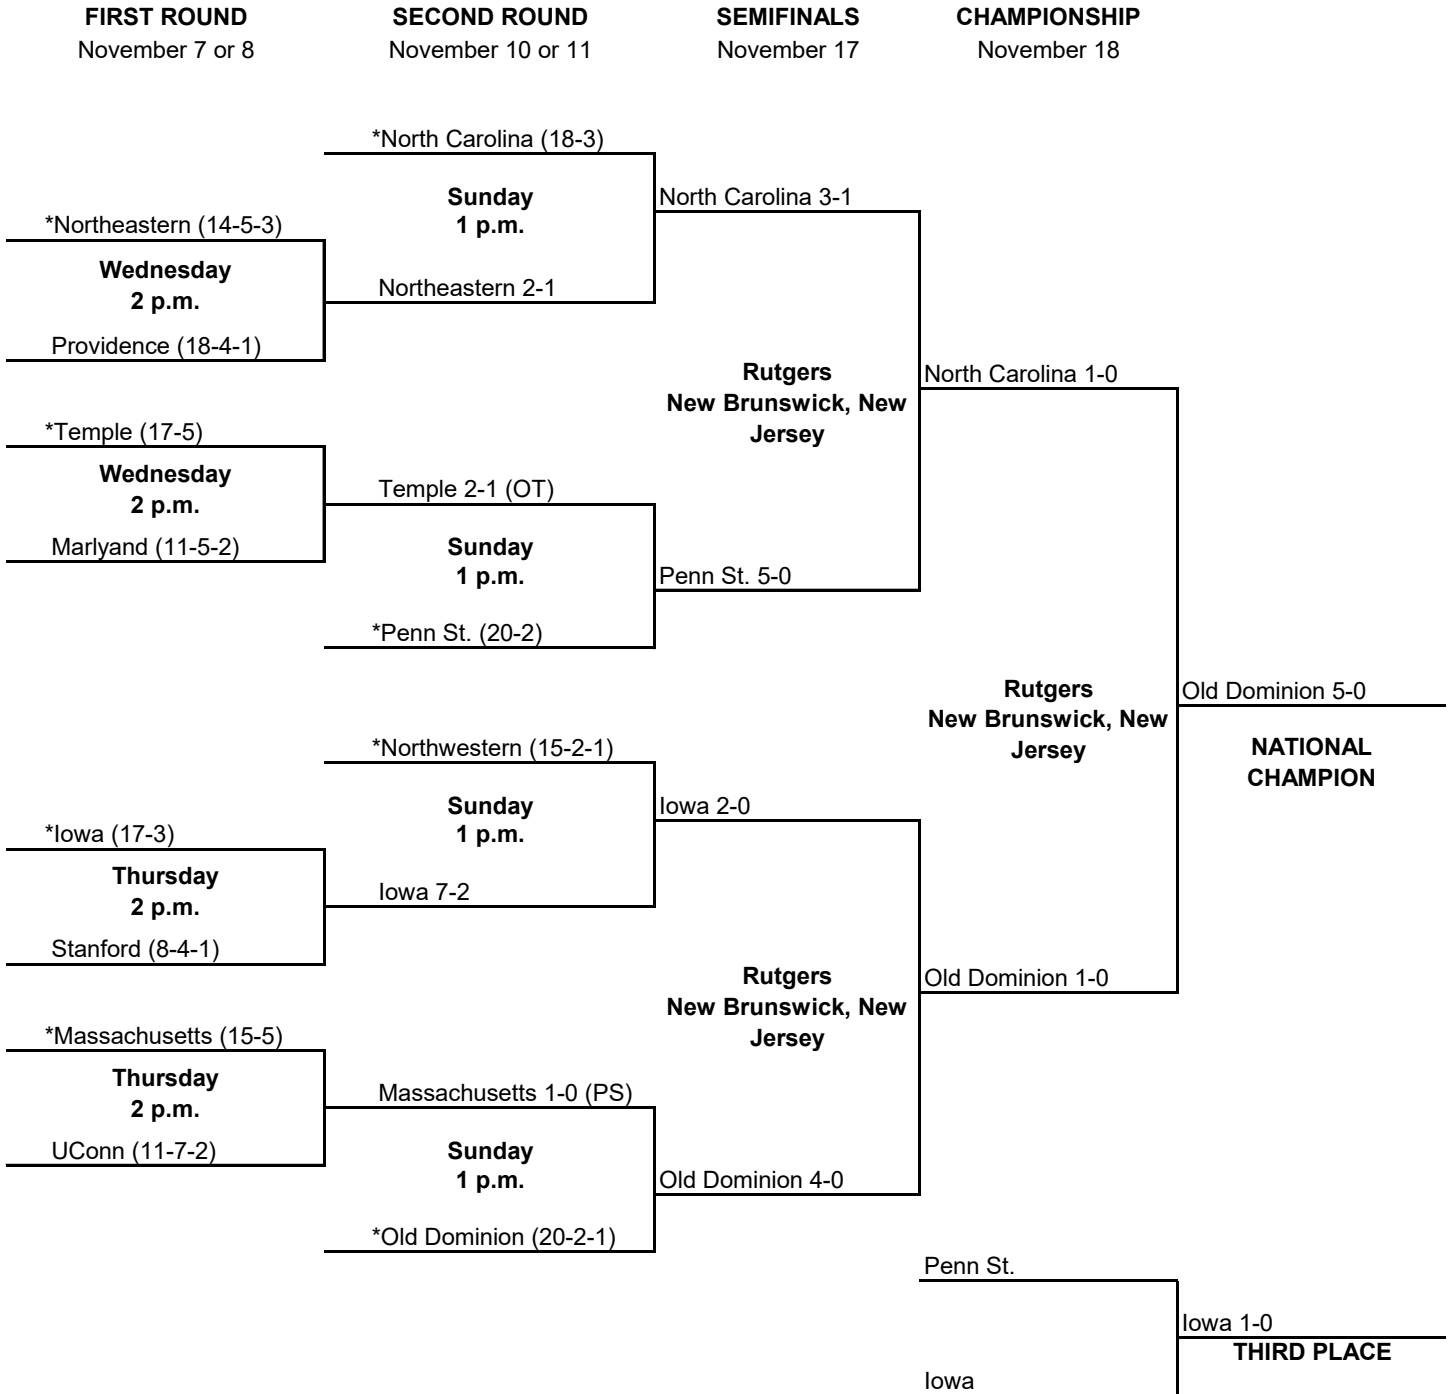 FIRST ROUND
November 7 or 8
SECOND ROUND
November 10 or 11
SEMIFINALS
November 17
CHAMPIONSHIP
November 18
*North Carolina (18-3)
Sunday
1 p.m.
North Carolina 3-1
*Northeastern (14-5-3)
Wednesday
2 p.m.
Northeastern 2-1
Providence (18-4-1)
Rutgers
New Brunswick, New
Jersey
North Carolina 1-0
*Temple (17-5)
Wednesday
2 p.m.
Temple 2-1 (OT)
Marlyand (11-5-2)
Sunday
1 p.m.
Penn St. 5-0
*Penn St. (20-2)
Rutgers
New Brunswick, New
Jersey
Old Dominion 5-0
NATIONAL
CHAMPION
*Northwestern (15-2-1)
Sunday
1 p.m.
Iowa 2-0
*Iowa (17-3)
Thursday
2 p.m.
Iowa 7-2
Stanford (8-4-1)
Rutgers
New Brunswick, New
Jersey
Old Dominion 1-0
*Massachusetts (15-5)
Thursday
2 p.m.
Massachusetts 1-0 (PS)
UConn (11-7-2)
Sunday
1 p.m.
Old Dominion 4-0
*Old Dominion (20-2-1)
Penn St.
Iowa 1-0
THIRD PLACE
Iowa